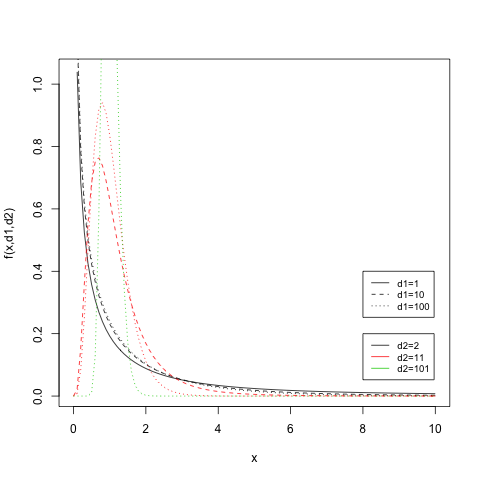 1.0
0.8
0.6
0.4
0.2
0.0
f(x,d1,d2)
d1=1
d1=10
d1=100
d2=2
d2=11
d2=101
0 2 4 6 8 10
x